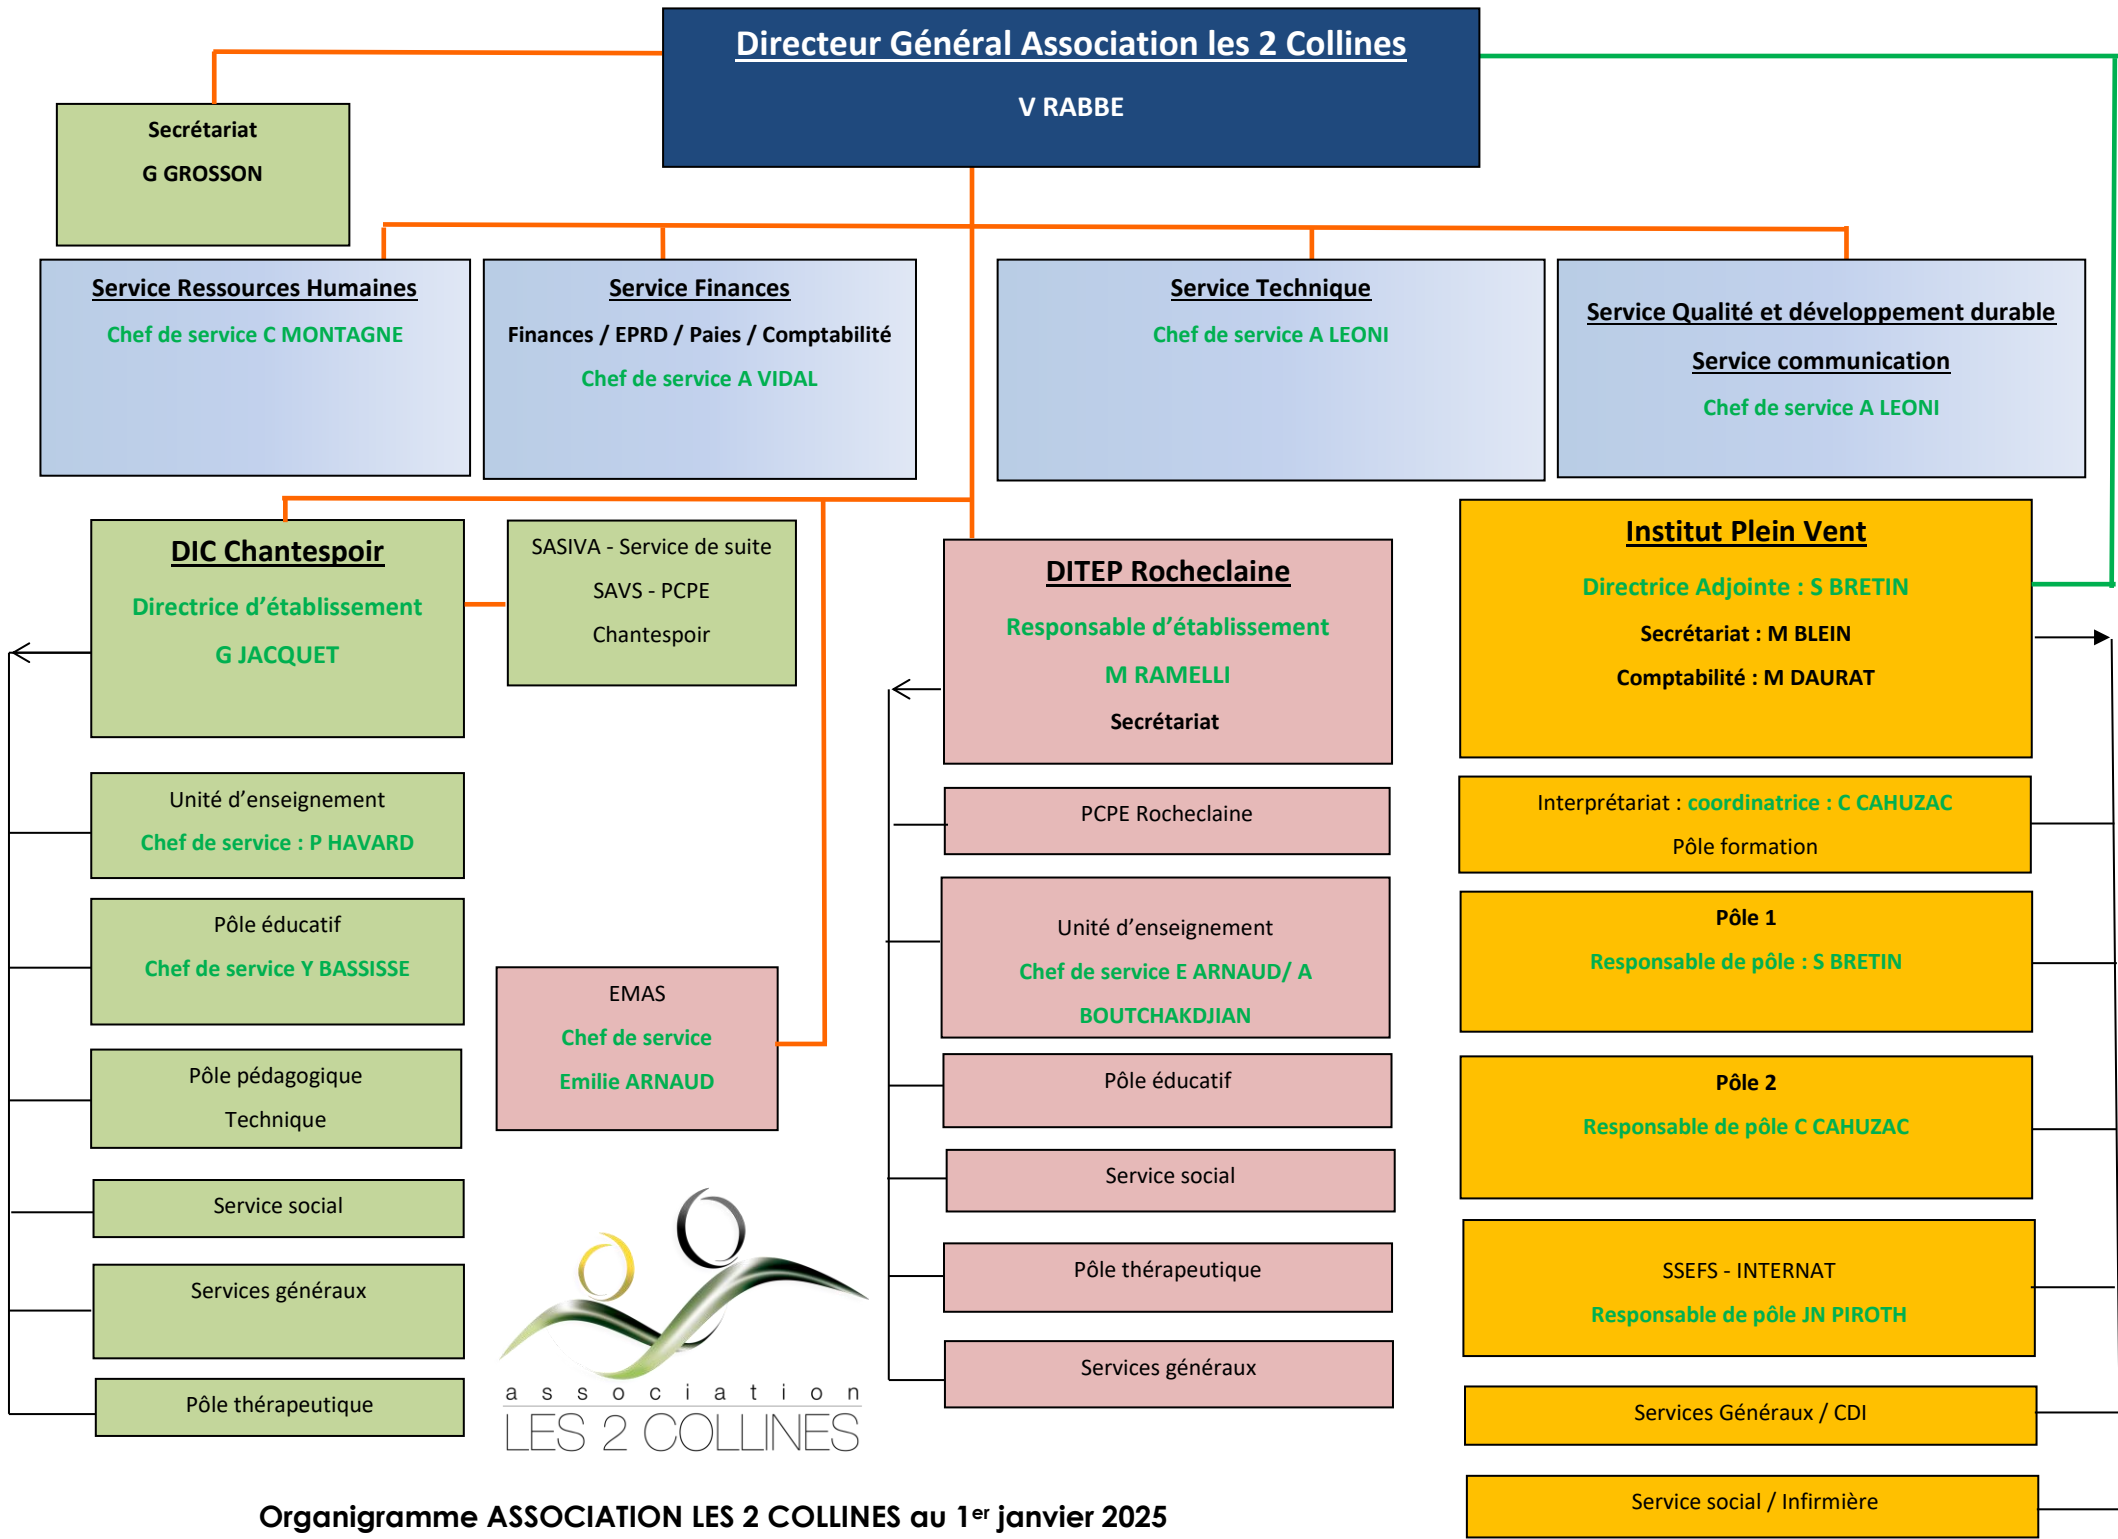 Directeur Général Association les 2 Collines
V RABBE
Secrétariat
G GROSSON
Service Ressources Humaines
Chef de service C MONTAGNE
Service Finances
Finances / EPRD / Paies / Comptabilité
Chef de service A VIDAL
Service Technique
Chef de service A LEONI
Service Qualité et développement durable
Service communication
Chef de service A LEONI
DIC Chantespoir
Directrice d’établissement
G JACQUET
SASIVA - Service de suite
SAVS - PCPE
Chantespoir
Unité d’enseignement
Chef de service : P HAVARD
Pôle éducatif
Chef de service Y BASSISSE
Pôle pédagogique
Technique
Service social
Services généraux
Pôle thérapeutique
EMAS
Chef de service
Emilie ARNAUD
DITEP Rocheclaine
Responsable d’établissement
M RAMELLI
Secrétariat
PCPE Rocheclaine
Unité d’enseignement
Chef de service E ARNAUD/ A
BOUTCHAKDJIAN
Pôle éducatif
Service social
Pôle thérapeutique
Services généraux
Institut Plein Vent
Directrice Adjointe : S BRETIN
Secrétariat : M BLEIN
Comptabilité : M DAURAT
Interprétariat : coordinatrice : C CAHUZAC
Pôle formation
Pôle 1
Responsable de pôle : S BRETIN
Pôle 2
Responsable de pôle C CAHUZAC
SSEFS - INTERNAT
Responsable de pôle JN PIROTH
Services Généraux / CDI
Service social / Infirmière
association
LES 2 COLLINES
Organigramme ASSOCIATION LES 2 COLLINES au 1er janvier 2025